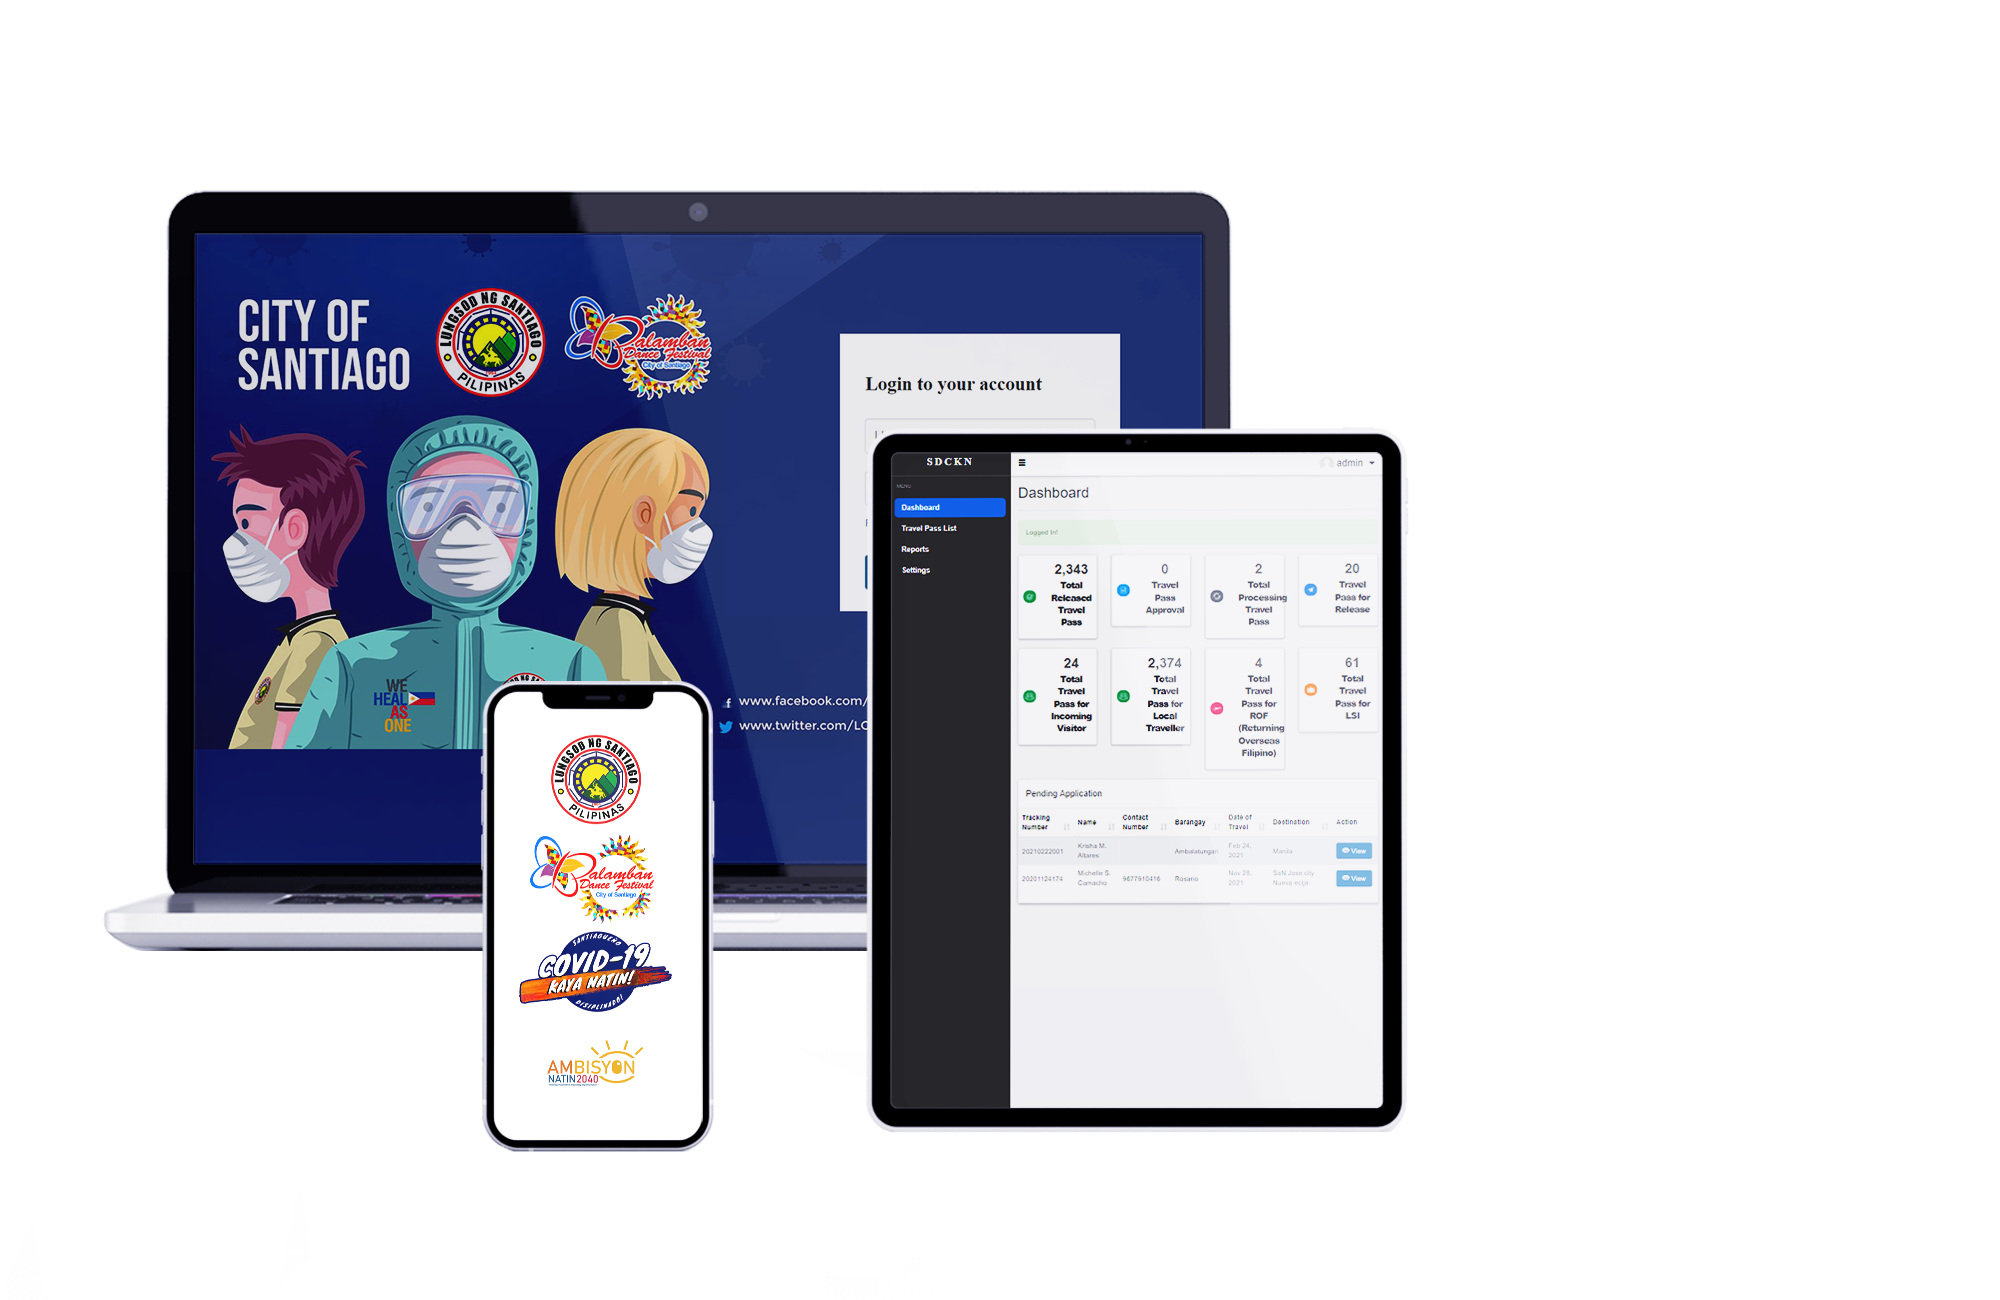 CITY OF
SANTIAGO
LUNGSOD NG SANTIAGO
PILIPINAS
Balamban
Dance Festival
City of Santiago
WE
HEAL
AS
ONE
NG SAN
Login to your account
www.facebook.com/
www.twitter.com/LC
LUNGSOD NG SANTIAGO
PILIPINAS
Balamban
Dance Festival
City of Santiago
SANTIAGUEÑO
COVID-19
KAYA NATIN!
DISIPLINADO!
AMBISYON
NATIN2040
SDCKN
admin
MENU
Dashboard
Travel Pass List
Reports
Settings
Dashboard
Logged In!
2,343
Total
Released
Travel
Pass
0
Travel
Pass
Approval
2
Total
Processing
Travel
Pass
20
Travel
Pass for
Release
24
Total
Travel
Pass for
Incoming
Visitor
2,374
Total
Travel
Pass for
Local
Traveller
4
Total
Travel
Pass for
ROF
(Returning
Overseas
Filipino)
61
Total
Travel
Pass for
LSI
Pending Application
Tracking Number Name Contact Number Barangay Date of Travel Destination Action
20210222001 Krisha M. Altares Ambalatungan Feb 24, 2021 Manila View
20201124174 Michelle S. Camacho 9677910416 Rosario Nov 28, 2021 SaN Jose city Nueva ecija View